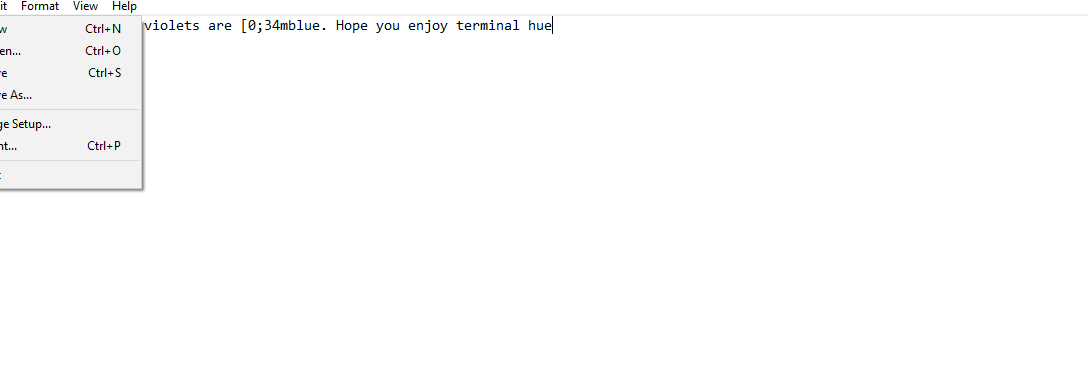 it Format View Help
w Ctrl+N
violets are [0;34mblue. Hope you enjoy terminal hue
en... Ctrl+O
e Ctrl+S
e As...
ge Setup...
nt... Ctrl+P
t